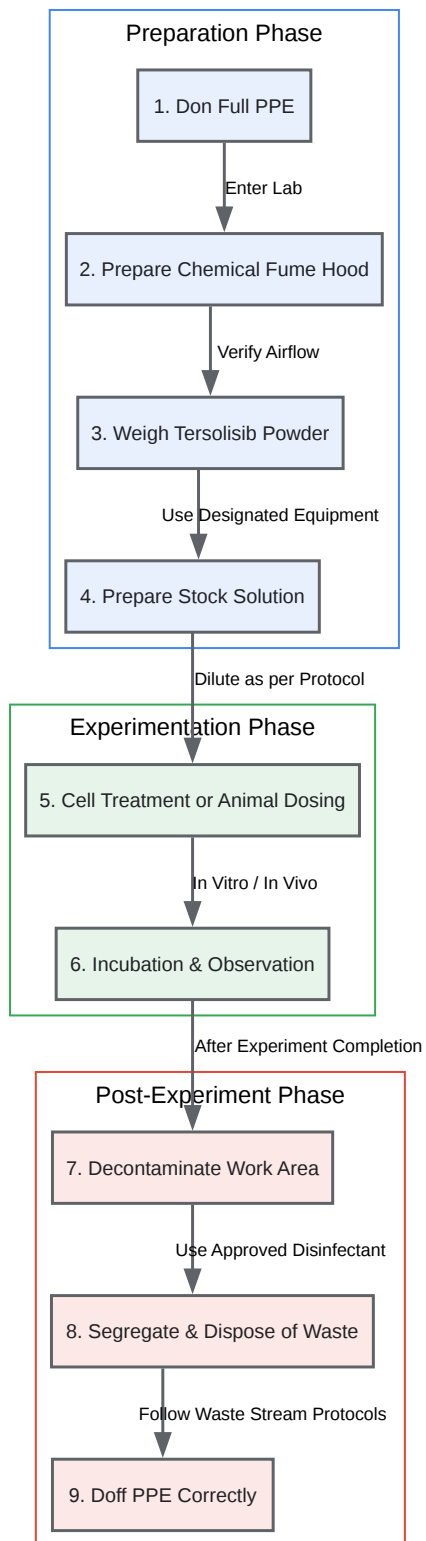 Preparation Phase
1. Don Full PPE
Enter Lab
2. Prepare Chemical Fume Hood
Verify Airflow
3. Weigh Tersolisib Powder
Use Designated Equipment
4. Prepare Stock Solution
Dilute as per Protocol
Experimentation Phase
5. Cell Treatment or Animal Dosing
In Vitro / In Vivo
6. Incubation & Observation
After Experiment Completion
Post-Experiment Phase
7. Decontaminate Work Area
Use Approved Disinfectant
8. Segregate & Dispose of Waste
Follow Waste Stream Protocols
9. Doff PPE Correctly